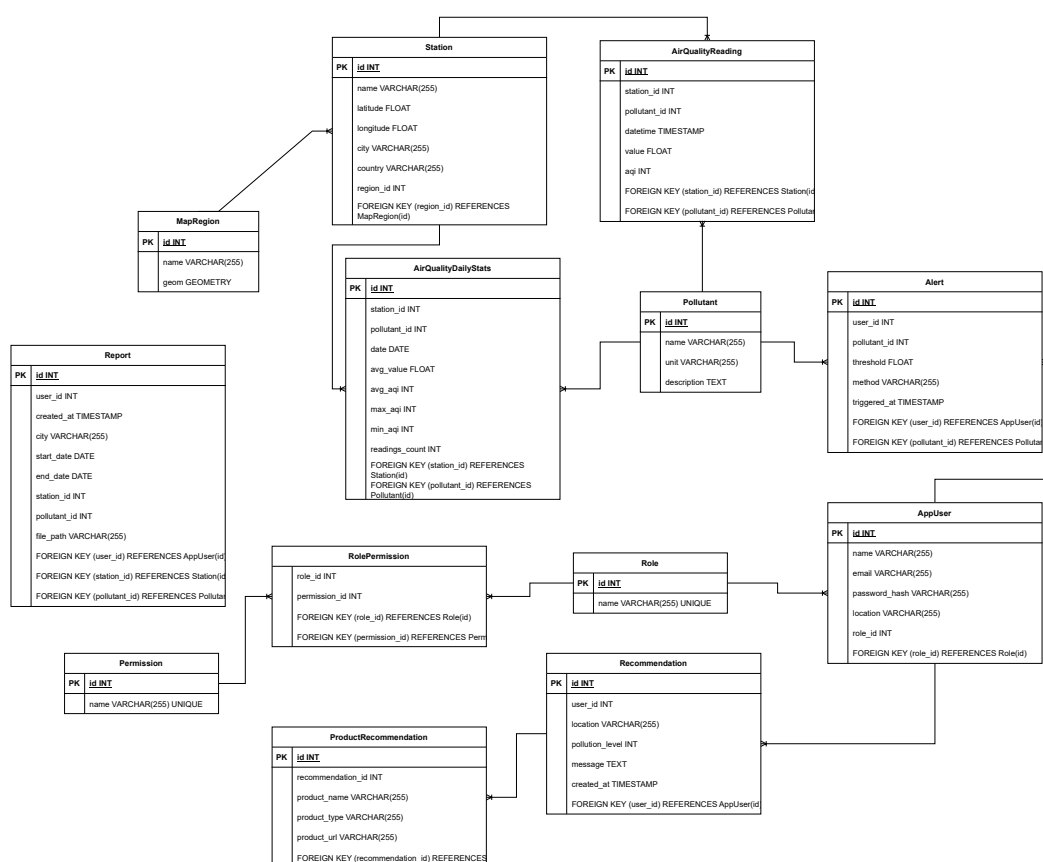 Station
PK id INT
name VARCHAR(255)
latitude FLOAT
longitude FLOAT
city VARCHAR(255)
country VARCHAR(255)
region_id INT
FOREIGN KEY (region_id) REFERENCES
MapRegion(id)
AirQualityReading
PK id INT
station_id INT
pollutant_id INT
datetime TIMESTAMP
value FLOAT
aqi INT
FOREIGN KEY (station_id) REFERENCES Station(id
FOREIGN KEY (pollutant_id) REFERENCES Pollutan
MapRegion
PK id INT
name VARCHAR(255)
geom GEOMETRY
AirQualityDailyStats
PK id INT
station_id INT
pollutant_id INT
date DATE
avg_value FLOAT
avg_aqi INT
max_aqi INT
min_aqi INT
readings_count INT
FOREIGN KEY (station_id) REFERENCES
Station(id)
FOREIGN KEY (pollutant_id) REFERENCES
Pollutant(id)
Pollutant
PK id INT
name VARCHAR(255)
unit VARCHAR(255)
description TEXT
Alert
PK id INT
user_id INT
pollutant_id INT
threshold FLOAT
method VARCHAR(255)
triggered_at TIMESTAMP
FOREIGN KEY (user_id) REFERENCES AppUser(id
FOREIGN KEY (pollutant_id) REFERENCES Pollutan
Report
PK id INT
user_id INT
created_at TIMESTAMP
city VARCHAR(255)
start_date DATE
end_date DATE
station_id INT
pollutant_id INT
file_path VARCHAR(255)
FOREIGN KEY (user_id) REFERENCES AppUser(id
FOREIGN KEY (station_id) REFERENCES Station(id
FOREIGN KEY (pollutant_id) REFERENCES Pollutan
AppUser
PK id INT
name VARCHAR(255)
email VARCHAR(255)
password_hash VARCHAR(255)
location VARCHAR(255)
role_id INT
FOREIGN KEY (role_id) REFERENCES Role(id)
RolePermission
role_id INT
permission_id INT
FOREIGN KEY (role_id) REFERENCES Role(id)
FOREIGN KEY (permission_id) REFERENCES Perm
Role
PK id INT
name VARCHAR(255) UNIQUE
Permission
PK id INT
name VARCHAR(255) UNIQUE
Recommendation
PK id INT
user_id INT
location VARCHAR(255)
pollution_level INT
message TEXT
created_at TIMESTAMP
FOREIGN KEY (user_id) REFERENCES AppUser(id
ProductRecommendation
PK id INT
recommendation_id INT
product_name VARCHAR(255)
product_type VARCHAR(255)
product_url VARCHAR(255)
FOREIGN KEY (recommendation_id) REFERENCES